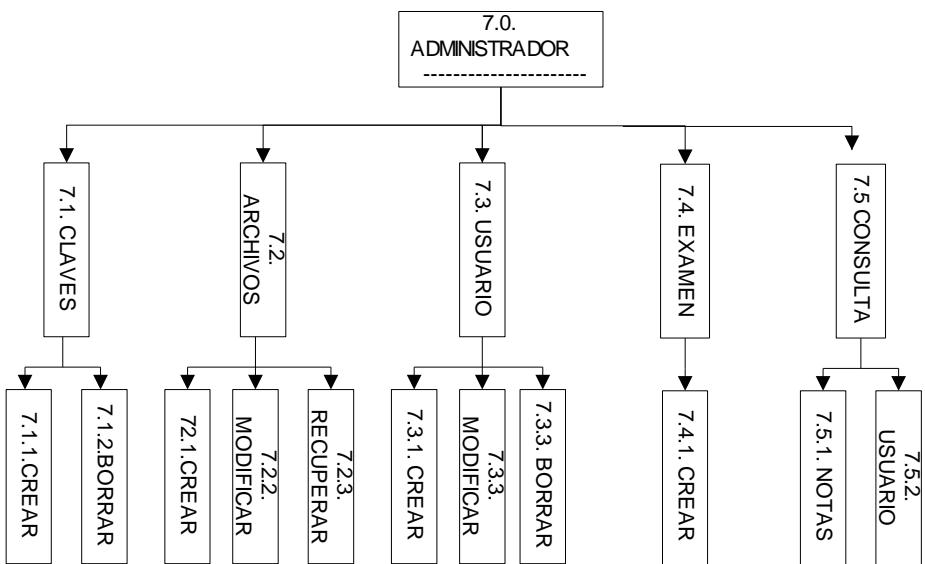 7.0.
ADMINISTRADOR
----------------------
7.1. CLAVES
7.2.
ARCHIVOS
7.3. USUARIO
7.4. EXAMEN
7.5 CONSULTA
7.1.1.CREAR
7.1.2.BORRAR
72.1.CREAR
7.2.2.
MODIFICAR
7.2.3.
RECUPERAR
7.3.1. CREAR
7.3.3.
MODIFICAR
7.3.3. BORRAR
7.4.1. CREAR
7.5.1. NOTAS
7.5.2.
USUARIO